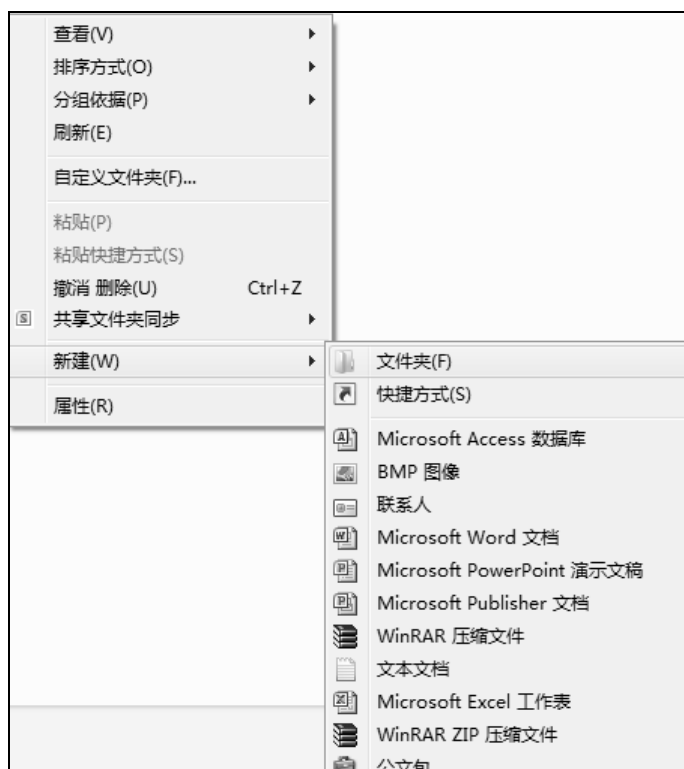 查看(V)
排序方式(O)
分组依据(P)
刷新(E)
自定义文件夹(F)...
粘贴(P)
粘贴快捷方式(S)
撤消 删除(U) Ctrl+Z
共享文件夹同步
新建(W)
属性(R)
文件夹(F)
快捷方式(S)
Microsoft Access 数据库
BMP 图像
联系人
Microsoft Word 文档
Microsoft PowerPoint 演示文稿
Microsoft Publisher 文档
WinRAR 压缩文件
文本文档
Microsoft Excel 工作表
WinRAR ZIP 压缩文件
公文包